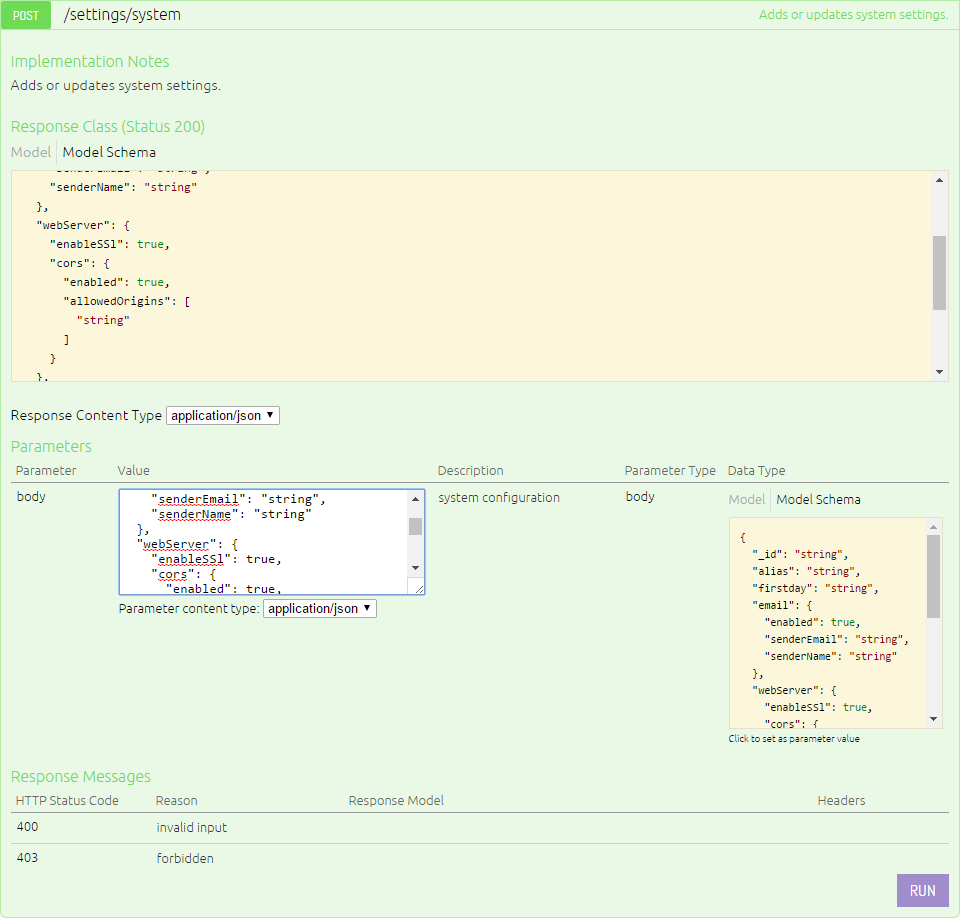 POST /settings/system Adds or updates system settings.
Implementation Notes
Adds or updates system settings.
Response Class (Status 200)
Model Model Schema
"senderEmail": "string",
"senderName": "string"
},
"webServer": {
"enableSSl": true,
"cors": {
"enabled": true,
"allowedOrigins": [
"string"
]
}
},
Response Content Type application/json
Parameters
Parameter Value Description Parameter Type Data Type
body
"senderEmail": "string",
"senderName": "string"
},
"webServer": {
"enableSSl": true,
"cors": {
"enabled": true,
Parameter content type: application/json
system configuration
body
Model Model Schema
{
"_id": "string",
"alias": "string",
"firstday": "string",
"email": {
"enabled": true,
"senderEmail": "string",
"senderName": "string"
},
"webServer": {
"enableSSl": true,
"cors": {
Click to set as parameter value
Response Messages
HTTP Status Code Reason Response Model Headers
400 invalid input
403 forbidden
RUN